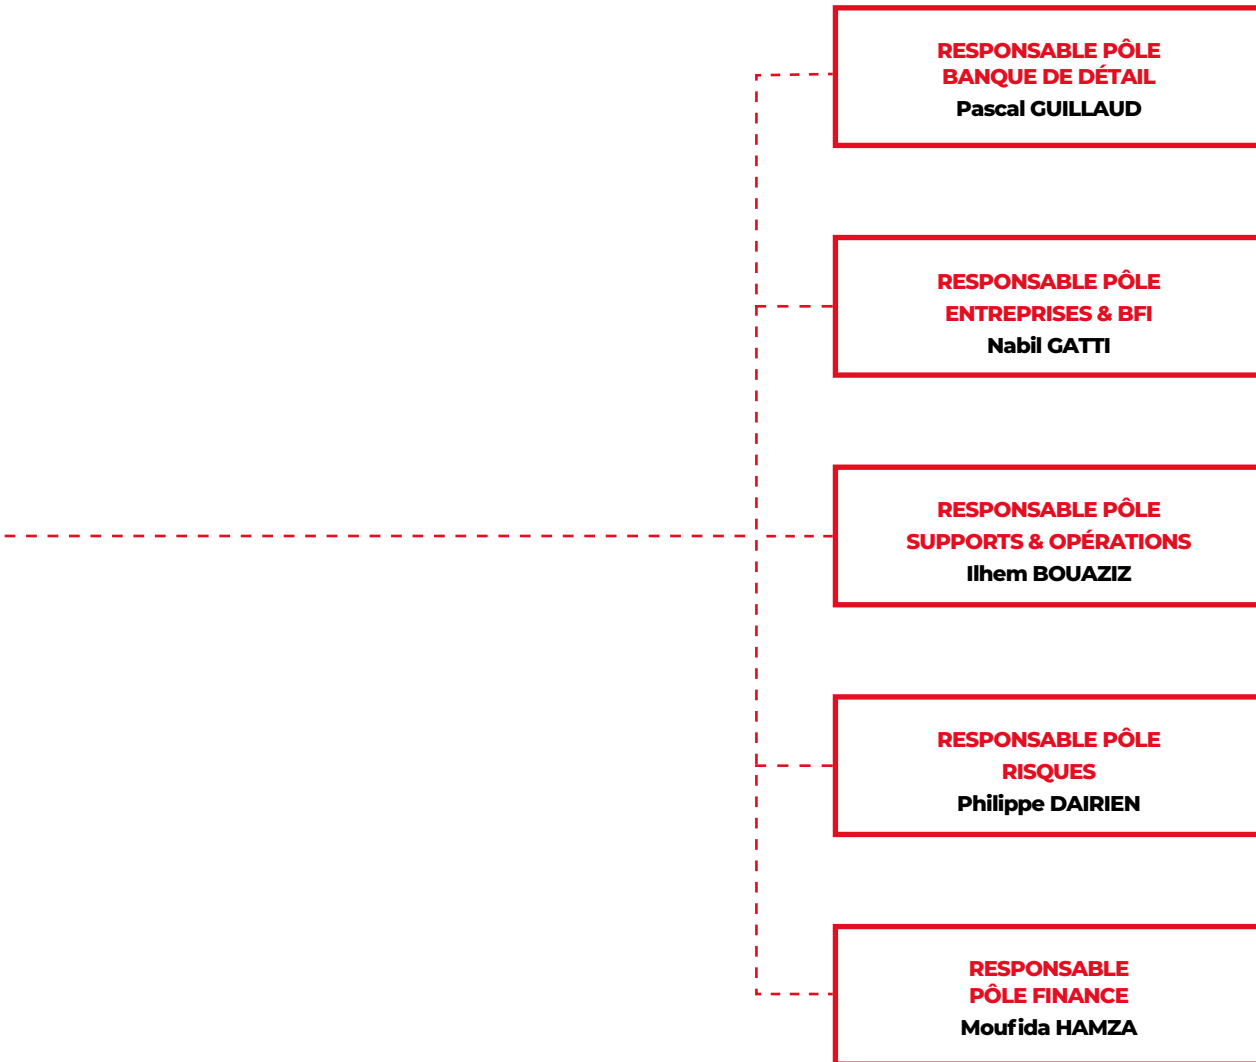 RESPONSABLE PÔLE
BANQUE DE DÉTAIL
Pascal GUILLAUD
RESPONSABLE PÔLE
ENTREPRISES & BFI
Nabil GATTI
RESPONSABLE PÔLE
SUPPORTS & OPÉRATIONS
Ilhem BOUAZIZ
RESPONSABLE PÔLE
RISQUES
Philippe DAIRIEN
RESPONSABLE
PÔLE FINANCE
Moufida HAMZA